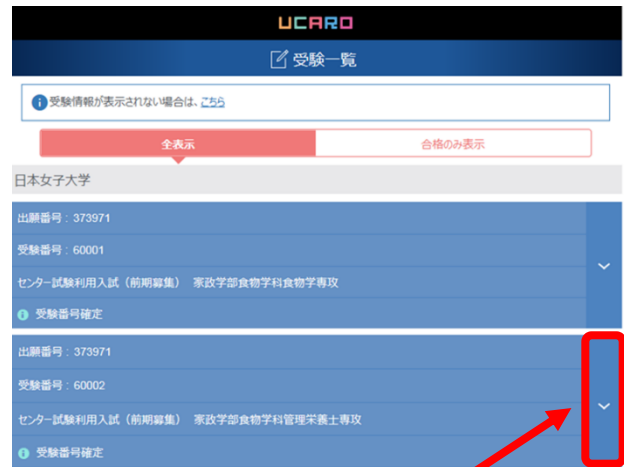 UCARO
受験一覧
受験情報が表示されない場合は、こちら
全表示 合格のみ表示
日本女子大学
出願番号:373971
受験番号:60001
センター試験利用入試(前期募集) 家政学部食物学科食物学専攻
受験番号確定
出願番号:373971
受験番号:60002
センター試験利用入試(前期募集) 家政学部食物学科管理栄養士専攻
受験番号確定